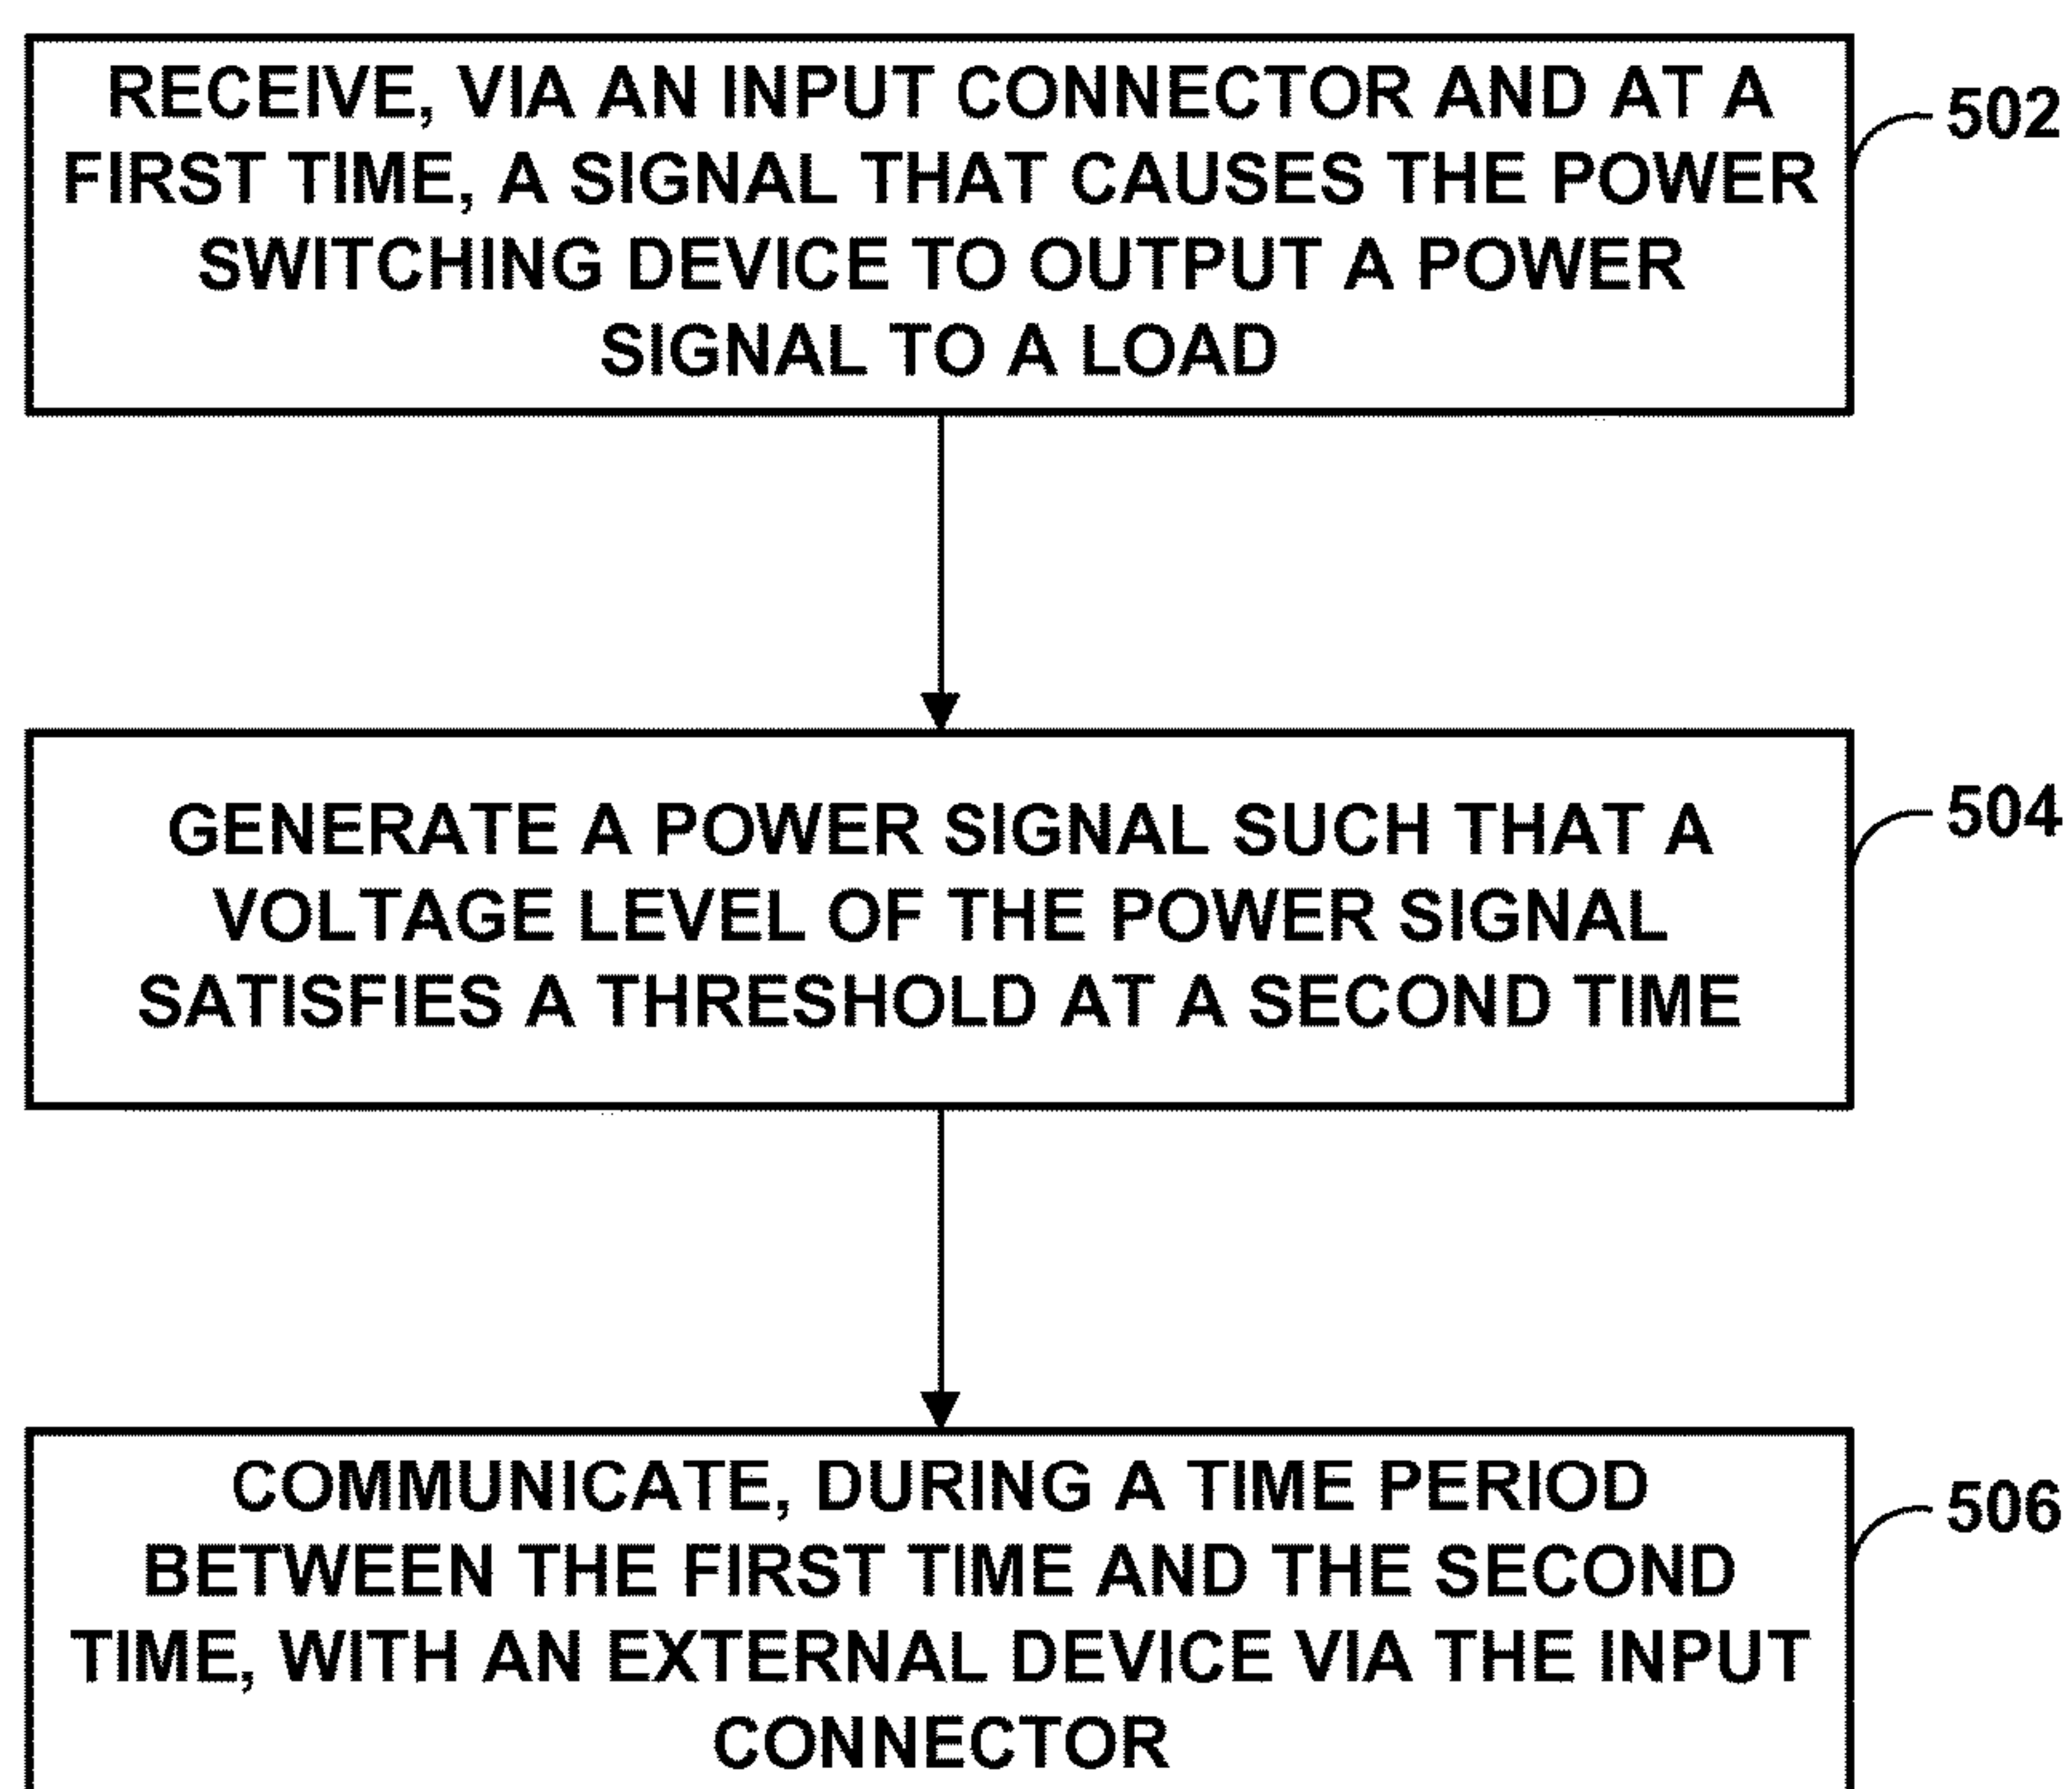 RECEIVE, VIA AN INPUT CONNECTOR AND AT A
FIRST TIME, A SIGNAL THAT CAUSES THE POWER
SWITCHING DEVICE TO OUTPUT A POWER
SIGNAL TO A LOAD
502
GENERATE A POWER SIGNAL SUCH THAT A
VOLTAGE LEVEL OF THE POWER SIGNAL
SATISFIES A THRESHOLD AT A SECOND TIME
504
COMMUNICATE, DURING A TIME PERIOD
BETWEEN THE FIRST TIME AND THE SECOND
TIME, WITH AN EXTERNAL DEVICE VIA THE INPUT
CONNECTOR
506